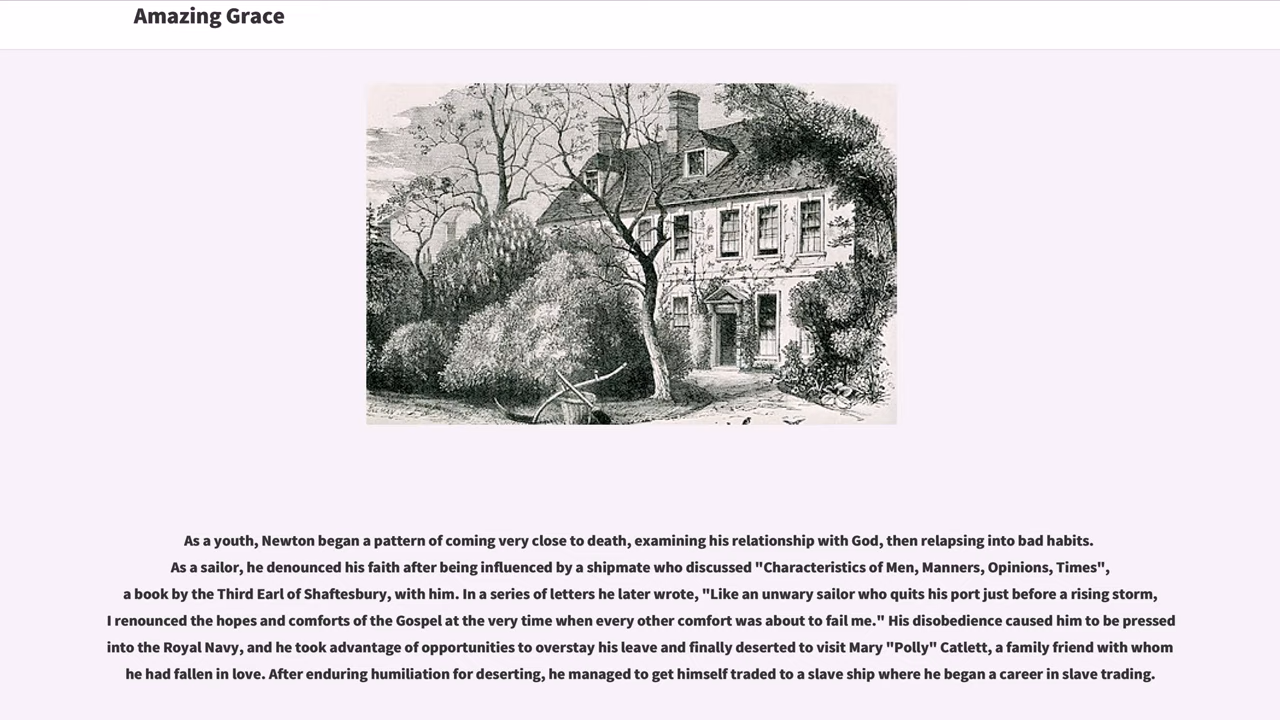 Amazing Grace
As a youth, Newton began a pattern of coming very close to death, examining his relationship with God, then relapsing into bad habits.
As a sailor, he denounced his faith after being influenced by a shipmate who discussed "Characteristics of Men, Manners, Opinions, Times",
a book by the Third Earl of Shaftesbury, with him. In a series of letters he later wrote, "Like an unwary sailor who quits his port just before a rising storm,
I renounced the hopes and comforts of the Gospel at the very time when every other comfort was about to fail me." His disobedience caused him to be pressed
into the Royal Navy, and he took advantage of opportunities to overstay his leave and finally deserted to visit Mary "Polly" Catlett, a family friend with whom
he had fallen in love. After enduring humiliation for deserting, he managed to get himself traded to a slave ship where he began a career in slave trading.